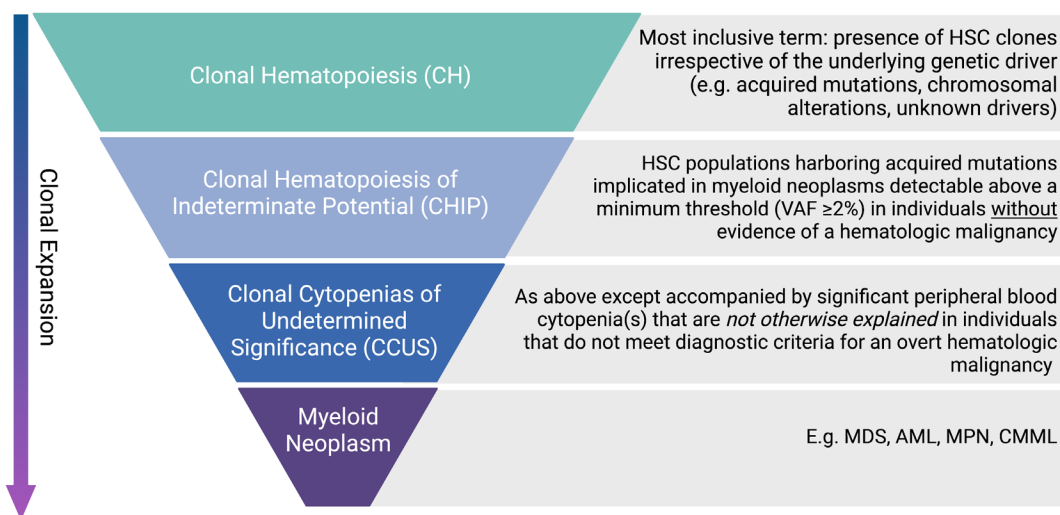 Clonal Expansion
Clonal Hematopoiesis (CH)
Most inclusive term: presence of HSC clones
irrespective of the underlying genetic driver
(e.g. acquired mutations, chromosomal
alterations, unknown drivers)
Clonal Hematopoiesis of
Indeterminate Potential (CHIP)
HSC populations harboring acquired mutations
implicated in myeloid neoplasms detectable above a
minimum threshold (VAF ≥2%) in individuals without
evidence of a hematologic malignancy
Clonal Cytopenias of
Undetermined
Significance (CCUS)
As above except accompanied by significant peripheral blood
cytopenia(s) that are not otherwise explained in individuals
that do not meet diagnostic criteria for an overt hematologic
malignancy
Myeloid
Neoplasm
E.g. MDS, AML, MPN, CMML